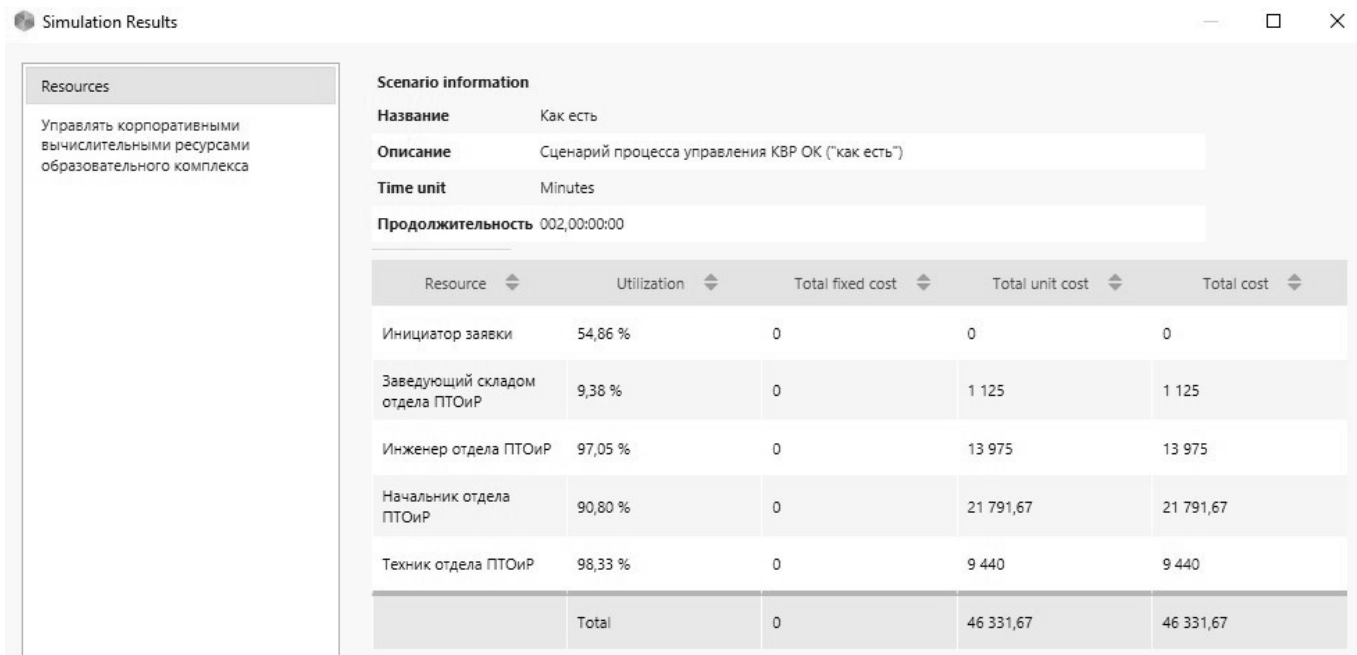 Simulation Results
Resources
Управлять корпоративными
вычислительными ресурсами
образовательного комплекса
Scenario information
Название Как есть
Описание Сценарий процесса управления КВР ОК ("как есть")
Time unit Minutes
Продолжительность 002,00:00:00
Resource Utilization Total fixed cost Total unit cost Total cost
Инициатор заявки 54,86 % 0 0 0
Заведующий складом
отдела ПТОиР 9,38 % 0 1 125 1 125
Инженер отдела ПТОиР 97,05 % 0 13 975 13 975
Начальник отдела
ПТОиР 90,80 % 0 21 791,67 21 791,67
Техник отдела ПТОиР 98,33 % 0 9 440 9 440
Total 0 46 331,67 46 331,67